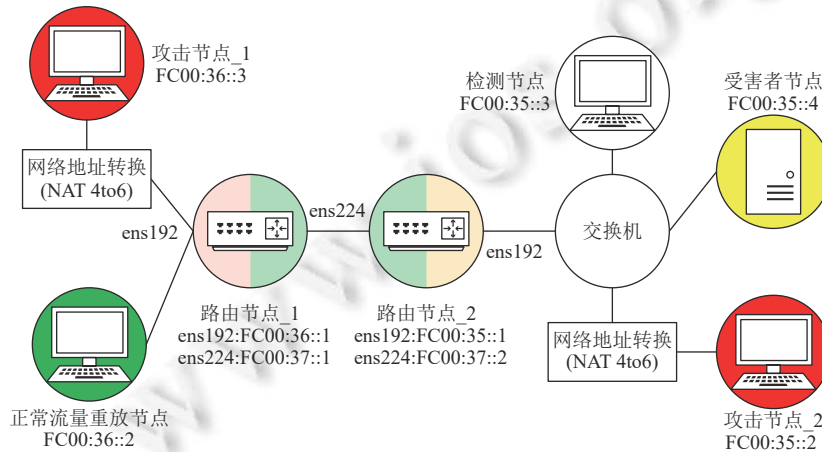 攻击节点_1
FC00:36::3
检测节点
FC00:35::3
受害者节点
FC00:35::4
网络地址转换
(NAT 4to6)
ens192
ens224
ens192
交换机
路由节点_1
ens192:FC00:36::1
ens224:FC00:37::1
路由节点_2
ens192:FC00:35::1
ens224:FC00:37::2
网络地址转换
(NAT 4to6)
正常流量重放节点
FC00:36::2
攻击节点_2
FC00:35::2